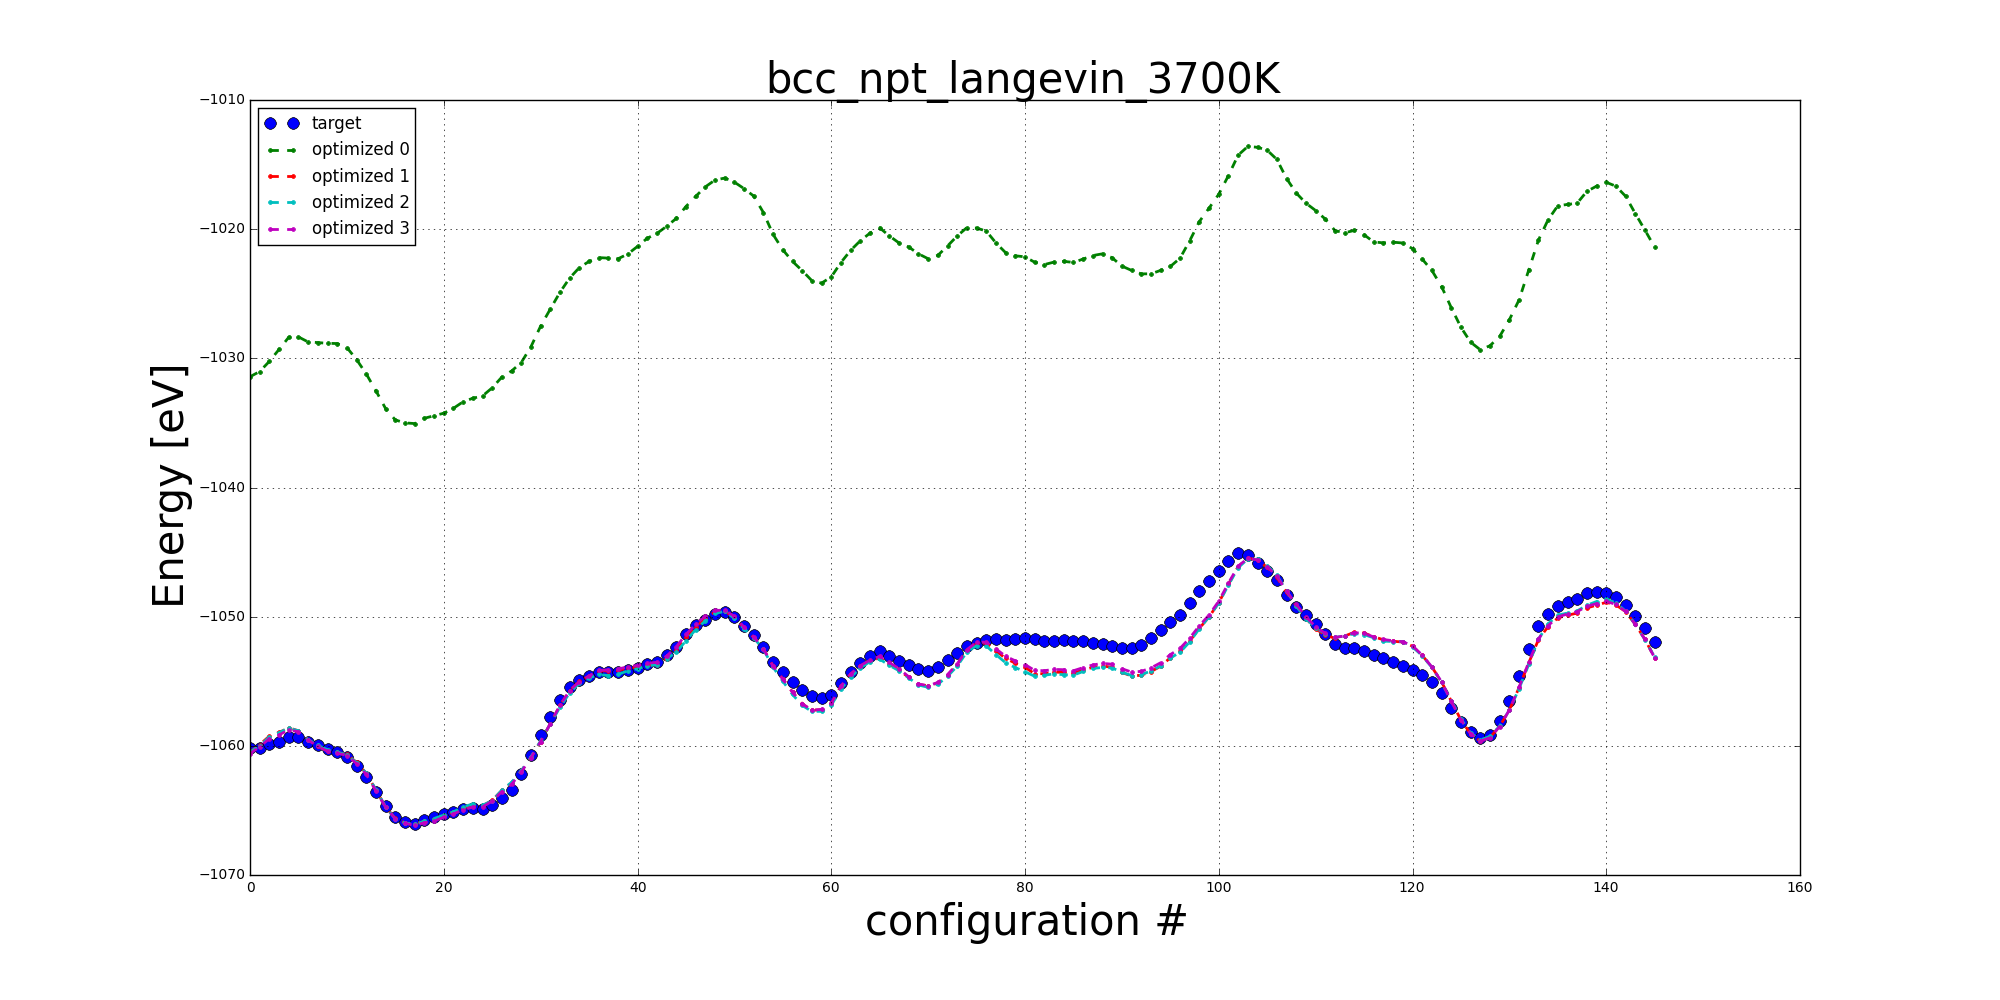 bcc_npt_langevin_3700K
−1010
target
optimized 0
optimized 1
optimized 2
optimized 3
−1020
−1030
−1040
−1050
−1060
−1070
Energy [eV]
0 20 40 60 80 100 120 140 160
configuration #